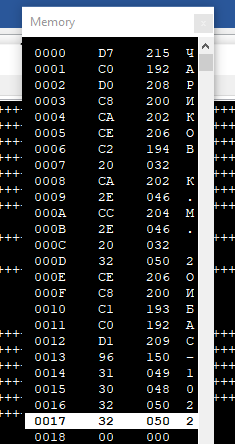 Memory
0000 D7 215 Ч
0001 C0 192 А
0002 D0 208 Р
0003 C8 200 И
0004 CA 202 К
0005 CE 206 О
0006 C2 194 В
0007 20 032
0008 CA 202 К
0009 2E 046 .
000A CC 204 М
000B 2E 046 .
000C 20 032
000D 32 050 2
000E CE 206 О
000F C8 200 И
0010 C1 193 Б
0011 C0 192 А
0012 D1 209 С
0013 96 150 –
0014 31 049 1
0015 30 048 0
0016 32 050 2
0017 32 050 2
0018 00 000